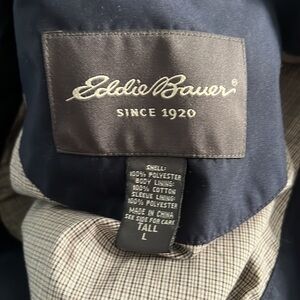 Eddie Bauer®
SINCE 1920
SHELL:
100% POLYESTER
BODY LINING:
100% COTTON
SLEEVE LINING:
100% POLYESTER
MADE IN CHINA
SEE SIDE FOR CARE
TALL
L